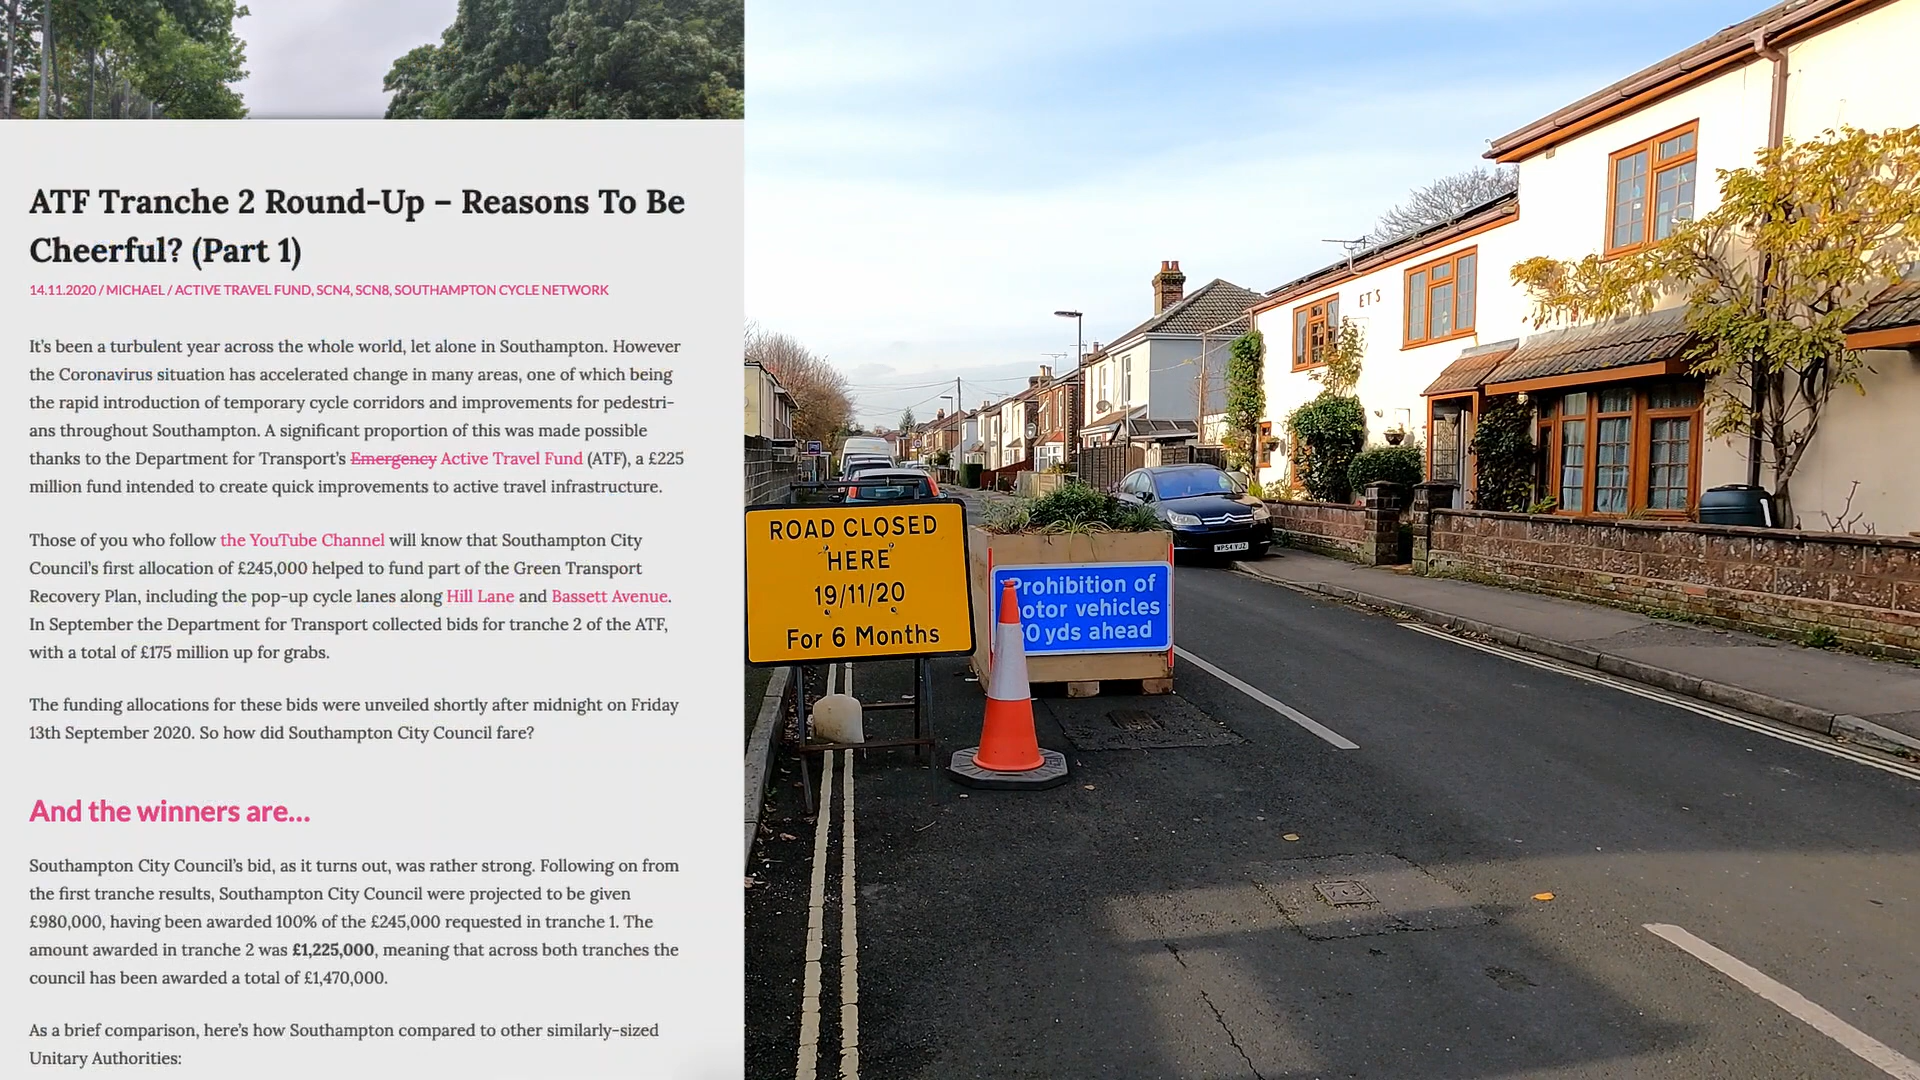 ATF Tranche 2 Round-Up – Reasons To Be
Cheerful? (Part 1)
14.11.2020 / MICHAEL / ACTIVE TRAVEL FUND, SCN4, SCN8, SOUTHAMPTON CYCLE NETWORK
It's been a turbulent year across the whole world, let alone in Southampton. However
the Coronavirus situation has accelerated change in many areas, one of which being
the rapid introduction of temporary cycle corridors and improvements for pedestri-
ans throughout Southampton. A significant proportion of this was made possible
thanks to the Department for Transport's Emergency Active Travel Fund (ATF), a £225
million fund intended to create quick improvements to active travel infrastructure.
Those of you who follow the YouTube Channel will know that Southampton City
Council's first allocation of £245,000 helped to fund part of the Green Transport
Recovery Plan, including the pop-up cycle lanes along Hill Lane and Bassett Avenue.
In September the Department for Transport collected bids for tranche 2 of the ATF,
with a total of £175 million up for grabs.
The funding allocations for these bids were unveiled shortly after midnight on Friday
13th September 2020. So how did Southampton City Council fare?
And the winners are...
Southampton City Council's bid, as it turns out, was rather strong. Following on from
the first tranche results, Southampton City Council were projected to be given
£980,000, having been awarded 100% of the £245,000 requested in tranche 1. The
amount awarded in tranche 2 was £1,225,000, meaning that across both tranches the
council has been awarded a total of £1,470,000.
As a brief comparison, here's how Southampton compared to other similarly-sized
Unitary Authorities:
ROAD CLOSED
"HERE"
19/11/20
For 6 Months
Prohibition of
otor vehicles
0 yds ahead
WP54 YJZ